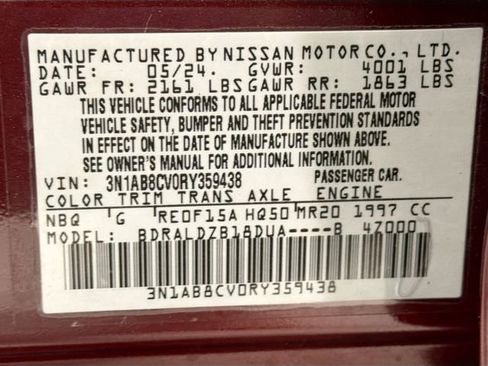 MANUFACTURED BY NISSAN MOTOR CO., LTD.
DATE: 05/24. GVWR: 4001 LBS
GAWR FR: 2161 LBS GAWR RR: 1863 LBS
THIS VEHICLE CONFORMS TO ALL APPLICABLE FEDERAL MOTOR
VEHICLE SAFETY, BUMPER AND THEFT PREVENTION STANDARDS
IN EFFECT ON THE DATE OF MANUFACTURE SHOWN ABOVE.
SEE OWNER'S MANUAL FOR ADDITIONAL INFORMATION.
VIN: 3N1AB8CV0RY359438 PASSENGER CAR.
COLOR TRIM TRANS AXLE ENGINE
NBQ G RE0F15A HQ50 MR20 1997 CC
MODEL: BDRALDZB18DUA----B 47000
3N1AB8CV0RY359438